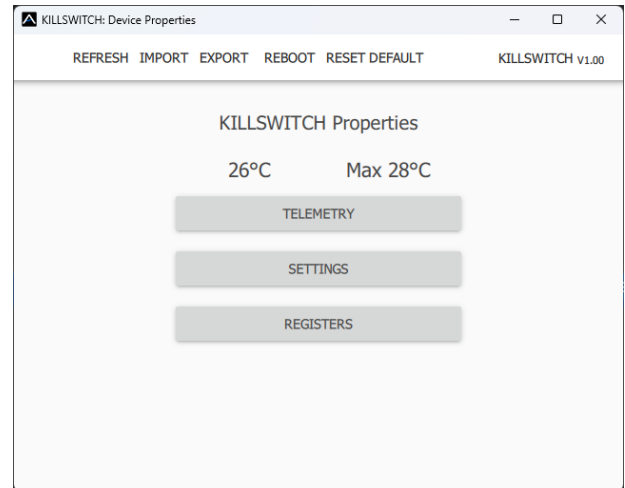 KILLSWITCH: Device Properties
REFRESH IMPORT EXPORT REBOOT RESET DEFAULT KILLSWITCH V1.00
KILLSWITCH Properties
26°C Max 28°C
TELEMETRY
SETTINGS
REGISTERS